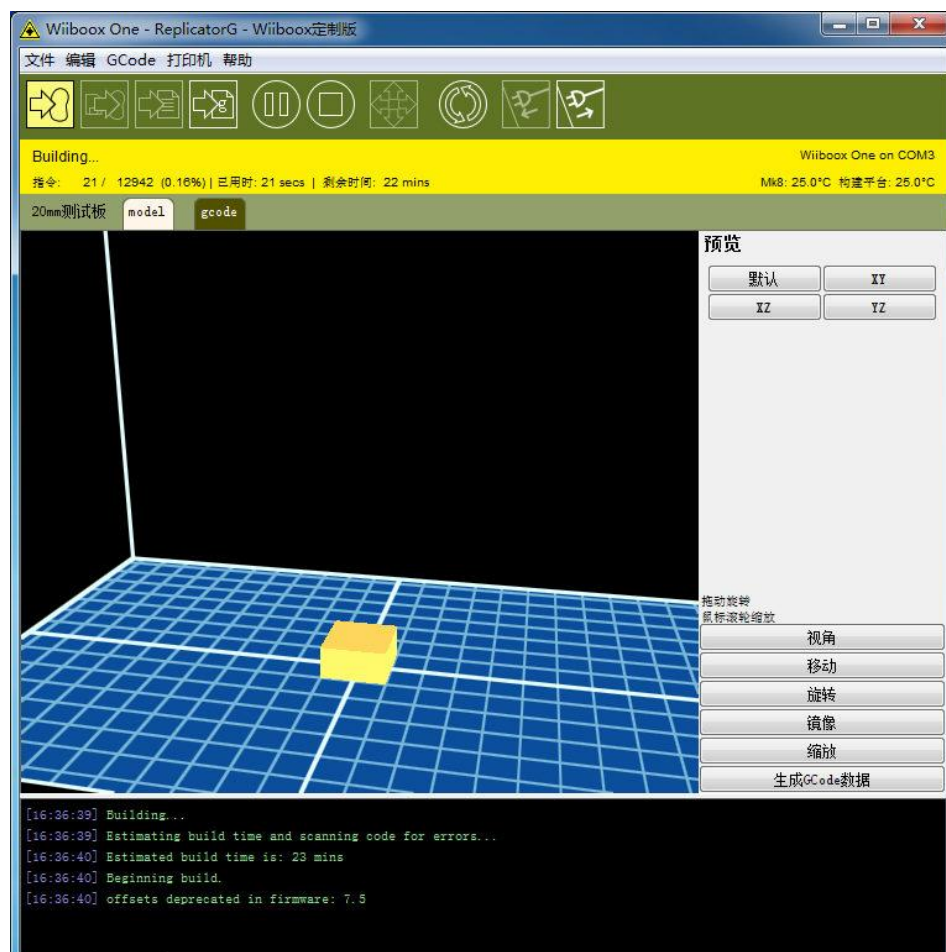 Wiiboox One - ReplicatorG - Wiiboox定制版
文件 编辑 GCode 打印机 帮助
Building...
Wiiboox One on COM3
指令: 21 / 12942 (0.16%) | 已用时: 21 secs | 剩余时间: 22 mins
Mk8: 25.0°C 构建平台: 25.0°C
20mm测试板 model gcode
预览
默认 XY
XZ YZ
拖动旋转
鼠标滚轮缩放
视角
移动
旋转
镜像
缩放
生成GCode数据
[16:36:39] Building...
[16:36:39] Estimating build time and scanning code for errors...
[16:36:40] Estimated build time is: 23 mins
[16:36:40] Beginning build.
[16:36:40] offsets deprecated in firmware: 7.5